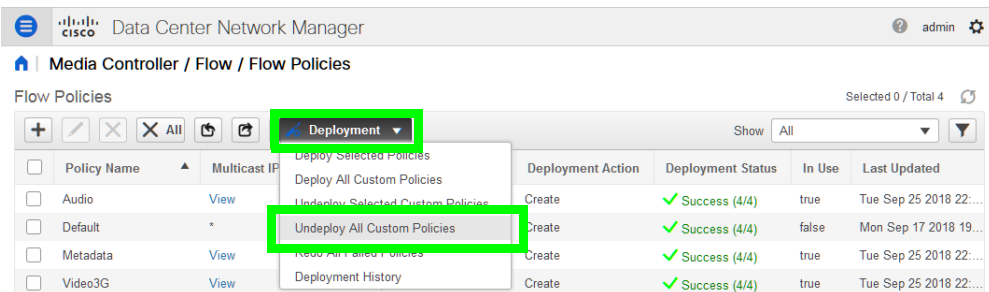 cisco Data Center Network Manager admin
Media Controller / Flow / Flow Policies
Flow Policies Selected 0 / Total 4
All Deployment Show All
Policy Name Multicast IP Deployment Action Deployment Status In Use Last Updated
Deploy Selected Policies
Deploy All Custom Policies
Undeploy Selected Custom Policies
Undeploy All Custom Policies
Redo All Failed Policies
Deployment History
Audio View Create Success (4/4) true Tue Sep 25 2018 22:...
Default * Create Success (4/4) false Mon Sep 17 2018 19...
Metadata View Create Success (4/4) true Tue Sep 25 2018 22:...
Video3G View Create Success (4/4) true Tue Sep 25 2018 22:...